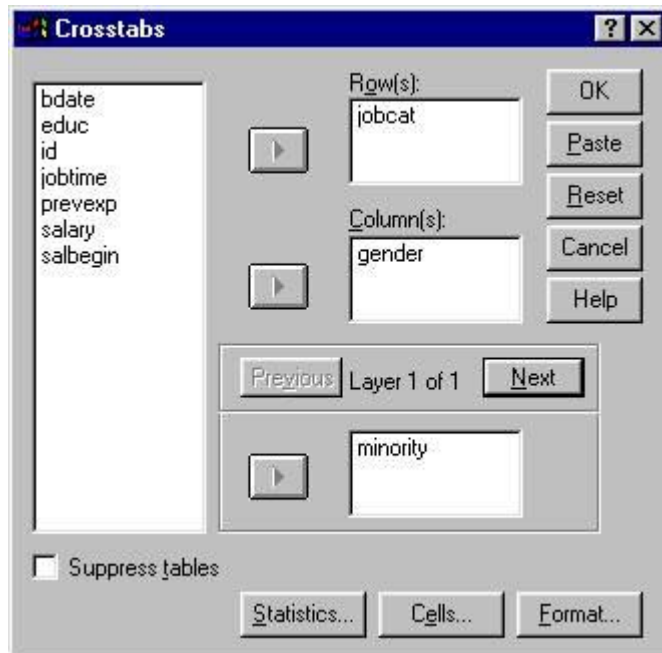 Crosstabs
bdate
educ
id
jobtime
prevexp
salary
salbegin
Row(s):
jobcat
Column(s):
gender
Previous
Layer 1 of 1
Next
minority
OK
Paste
Reset
Cancel
Help
Suppress tables
Statistics...
Cells...
Format...